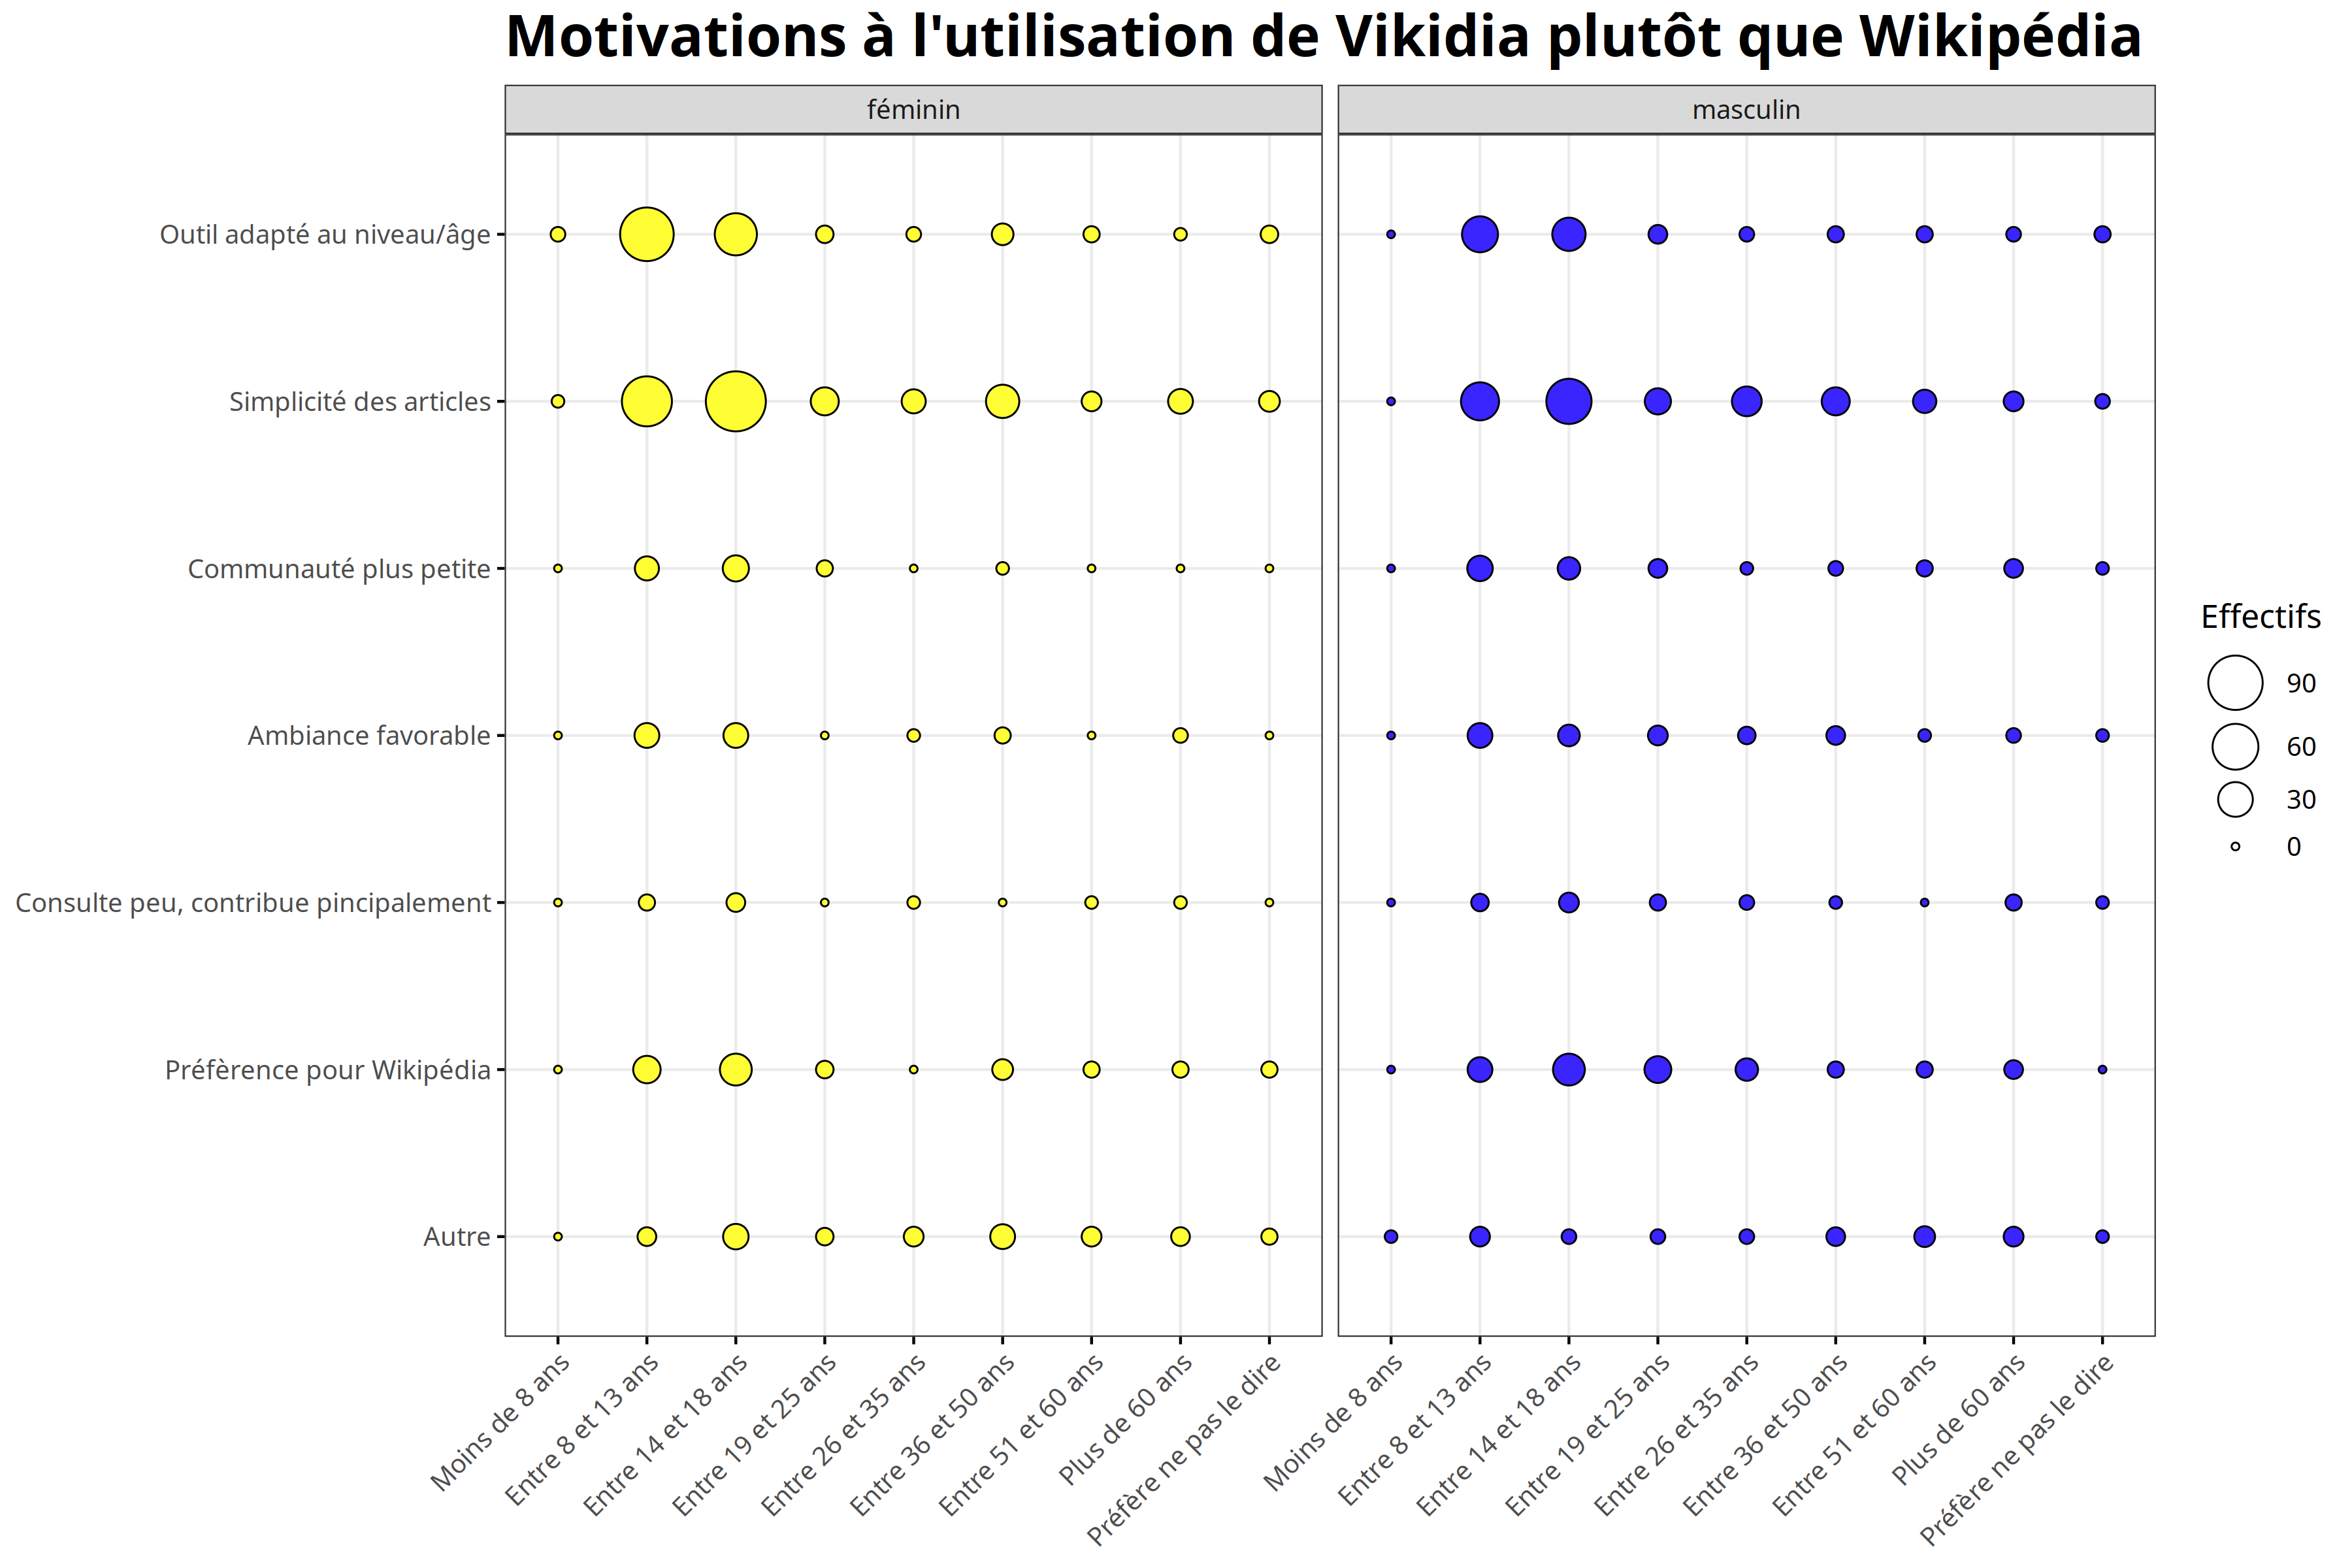 Motivations à l'utilisation de Vikidia plutôt que Wikipédia
féminin
masculin
Outil adapté au niveau/âge
Simplicité des articles
Communauté plus petite
Ambiance favorable
Consulte peu, contribue pincipalement
Préfèrence pour Wikipédia
Autre
Moins de 8 ans
Entre 8 et 13 ans
Entre 14 et 18 ans
Entre 19 et 25 ans
Entre 26 et 35 ans
Entre 36 et 50 ans
Entre 51 et 60 ans
Plus de 60 ans
Préfère ne pas le dire
Moins de 8 ans
Entre 8 et 13 ans
Entre 14 et 18 ans
Entre 19 et 25 ans
Entre 26 et 35 ans
Entre 36 et 50 ans
Entre 51 et 60 ans
Plus de 60 ans
Préfère ne pas le dire
Effectifs
90
60
30
0